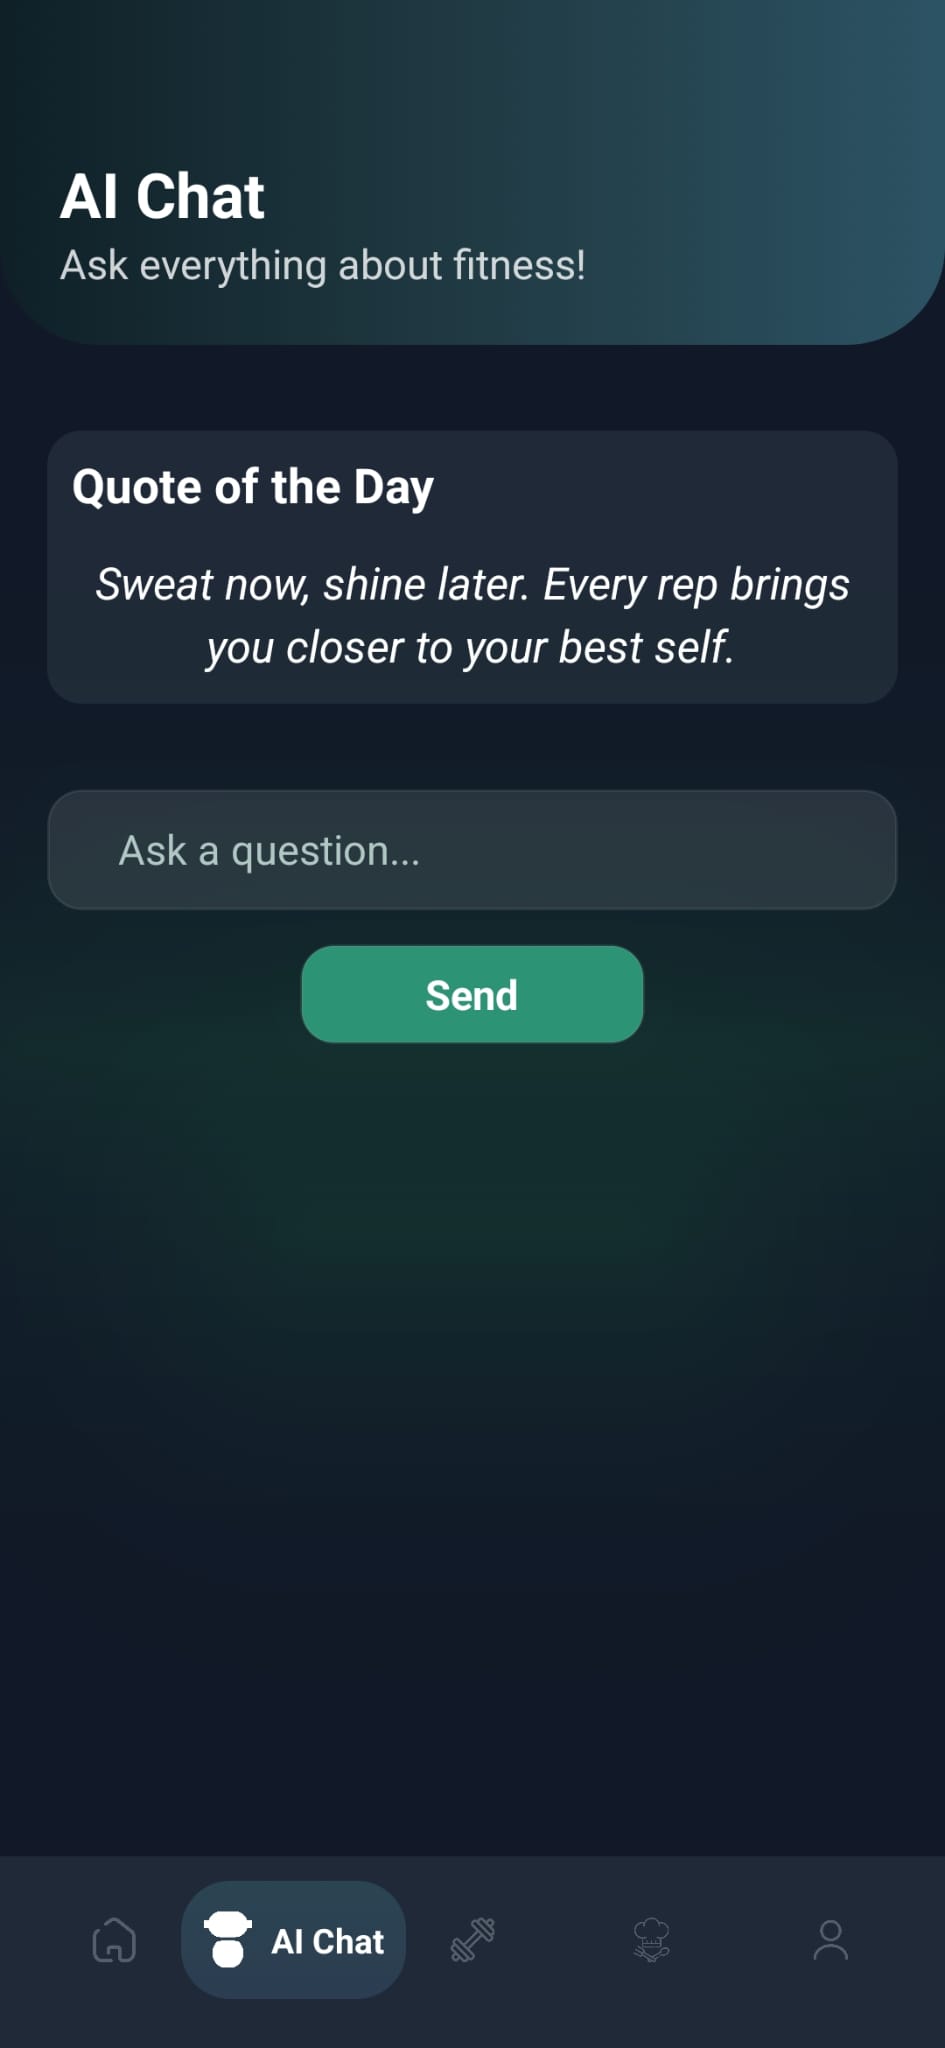 AI Chat
Ask everything about fitness!
Quote of the Day
Sweat now, shine later. Every rep brings
you closer to your best self.
Ask a question...
Send
AI Chat